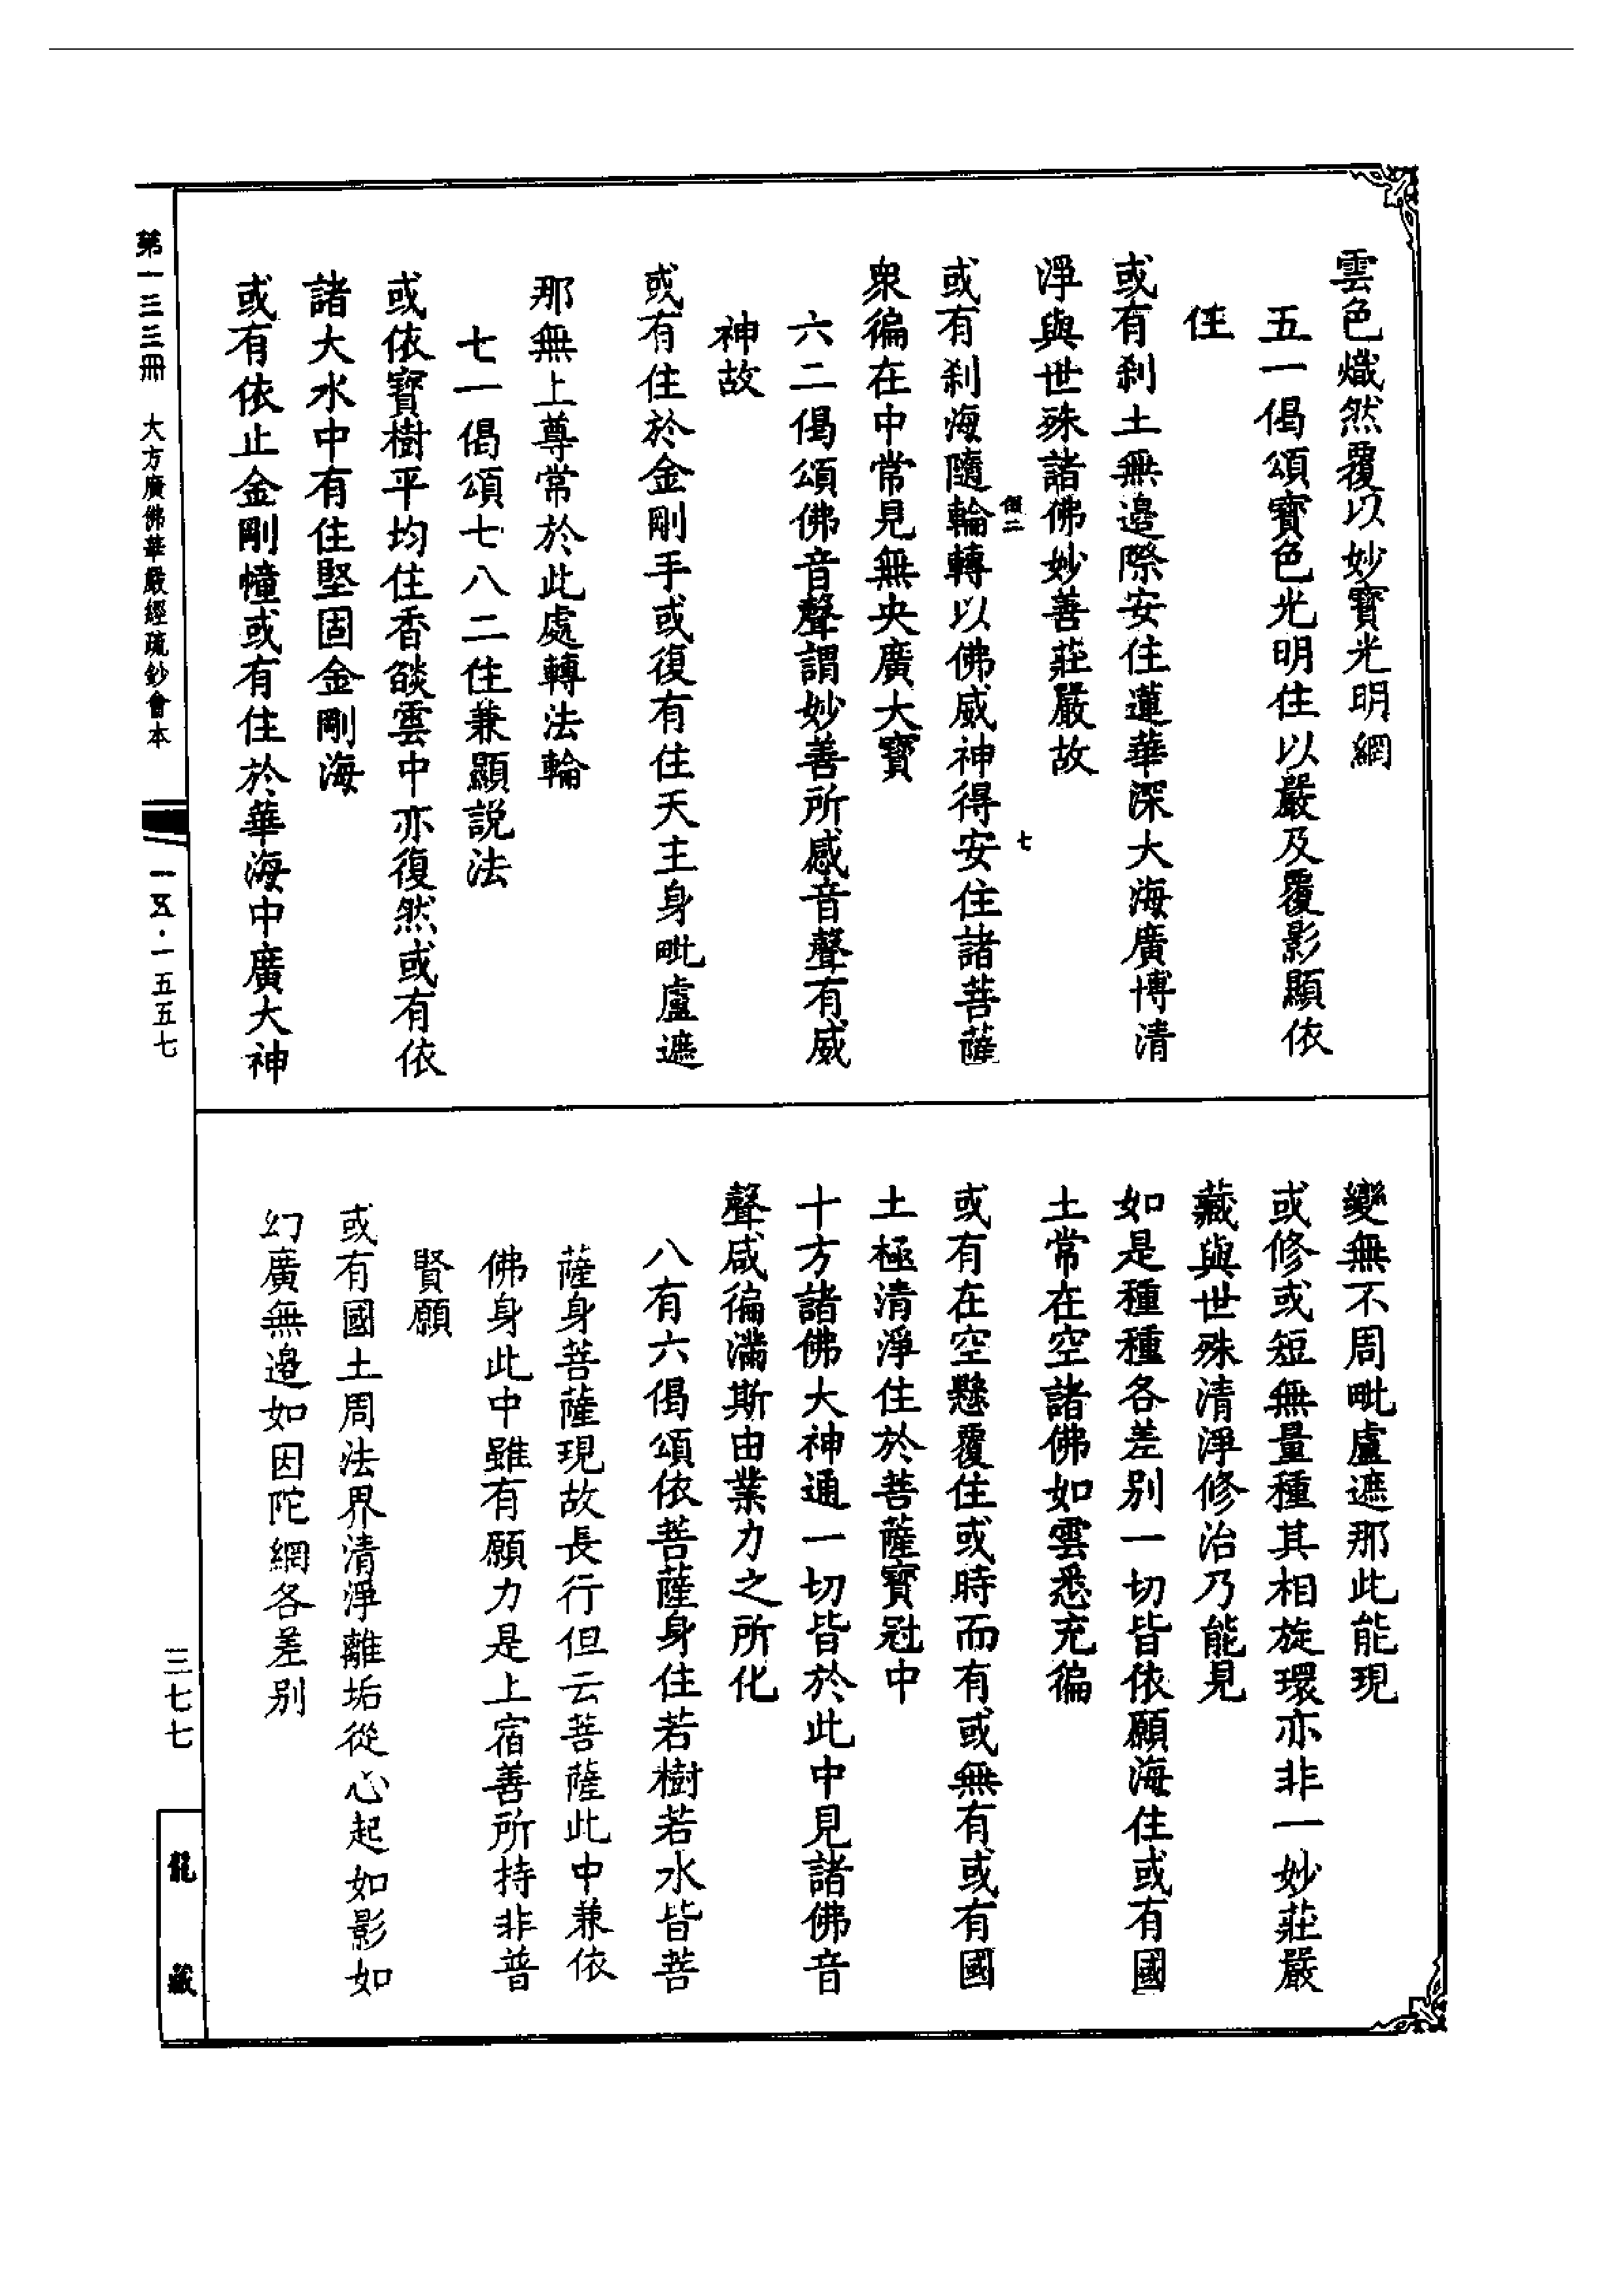 雲色熾然覆以妙寶光明網
五一偈頌寶色光明住以嚴及覆影顯依
住
或有刹土無邊際安住蓮華深大海廣博清
淨與世殊諸佛妙善莊嚴故
或有刹海隨輪轉以佛威神得安住諸菩薩
眾徧在中常見無央廣大寶
六二偈頌佛音聲謂妙善所感音聲有威
神故
或有住於金剛手或復有住天主身毗盧遮
那無上尊常於此處轉法輪
七一偈頌七八二住兼顯説法
或依寶樹平均住香燄雲中亦復然或有依
諸大水中有住堅固金剛海
或有依止金剛幢或有住於華海中廣大神
變無不周毗盧遮那此能現
或修或短無量種其相旋環亦非一妙莊嚴
藏與世殊清淨修治乃能見
如是種種各差别一切皆依願海住或有國
土常在空諸佛如雲悉充徧
或有在空懸覆住或時而有或無有或有國
土極清淨住於菩薩寶冠中
十方諸佛大神通一切皆於此中見諸佛音
聲咸徧滿斯由業力之所化
八有六偈頌依菩薩身住若樹若水皆菩
薩身菩薩現故長行但云菩薩此中兼依
佛身此中雖有願力是上宿善所持非普
賢願
或有國土周法界清淨離垢從心起如影如
幻廣無邊如因陀網各差别
第一三三冊 大方廣佛華嚴經疏鈔會本
一五·一五五七
三七七
龍藏
二
七